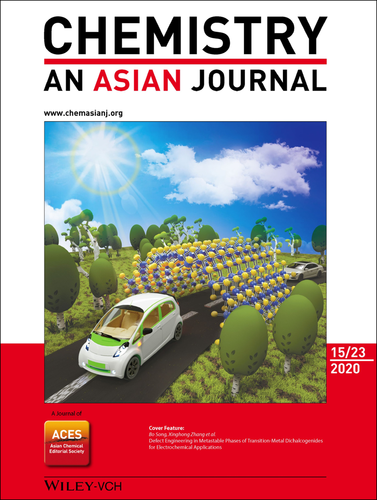 CHEMISTRY
AN ASIAN JOURNAL
www.chemasianj.org
15/23
2020
A Journal of
ACES
Asian Chemical
Editorial Society
Cover Feature:
Bo Song, Xinghong Zhang et al.
Defect Engineering in Metastable Phases of Transition-Metal Dichalcogenides
for Electrochemical Applications
WILEY-VCH